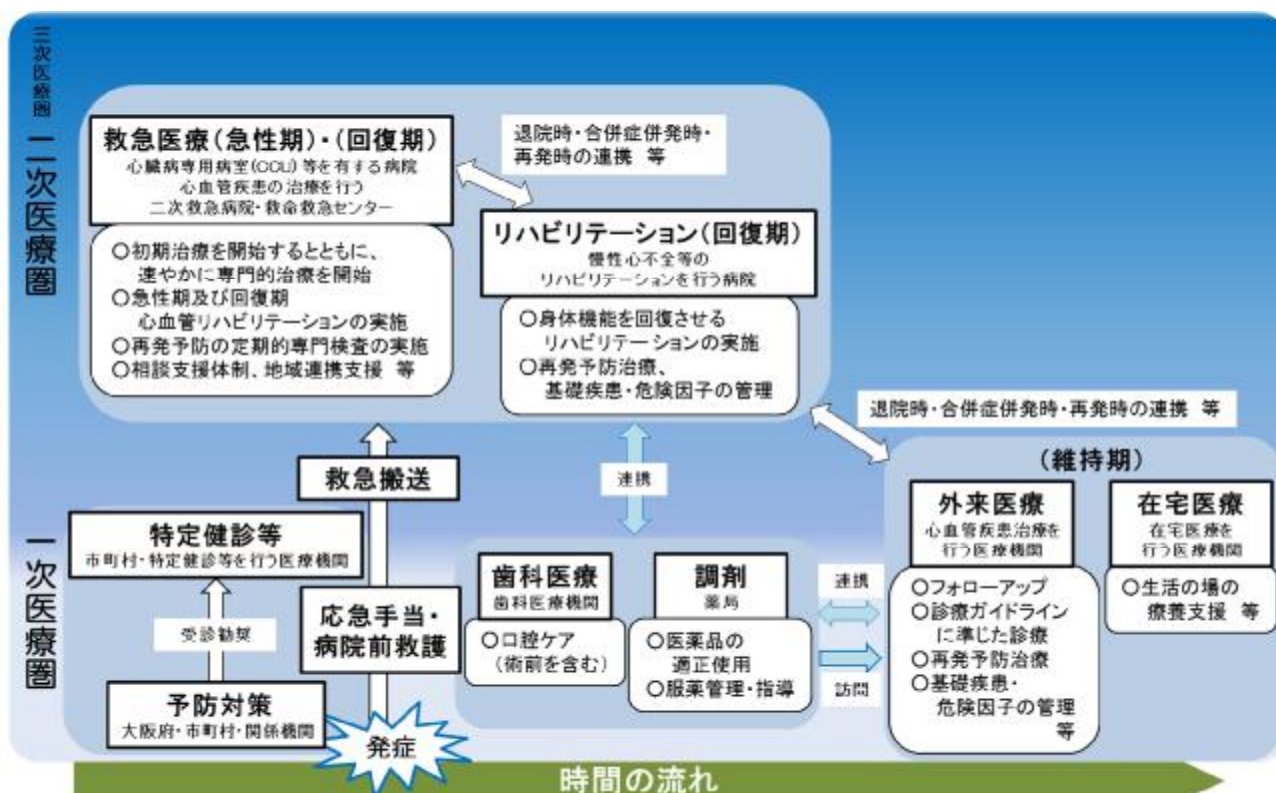 三次医療圏
二次医療圏
救急医療(急性期)・(回復期)
心臓病専用病室(CCU)等を有する病院
心血管疾患の治療を行う
二次救急病院・救命救急センター
〇初期治療を開始するとともに、
速やかに専門的治療を開始
〇急性期及び回復期
心血管リハビリテーションの実施
〇再発予防の定期的専門検査の実施
〇相談支援体制、地域連携支援 等
退院時・合併症併発時・
再発時の連携 等
リハビリテーション(回復期)
慢性心不全等の
リハビリテーションを行う病院
〇身体機能を回復させる
リハビリテーションの実施
〇再発予防治療、
基礎疾患・危険因子の管理
退院時・合併症併発時・再発時の連携 等
救急搬送
連携
一次医療圏
特定健診等
市町村・特定健診等を行う医療機関
受診勧奨
予防対策
大阪府・市町村・関係機関
応急手当・
病院前救護
発症
歯科医療
歯科医療機関
〇口腔ケア
(術前を含む)
調剤
薬局
〇医薬品の
適正使用
〇服薬管理・指導
連携
訪問
(維持期)
外来医療
心血管疾患治療を
行う医療機関
〇フォローアップ
〇診療ガイドライン
に準じた診療
〇再発予防治療
〇基礎疾患・
危険因子の管理
等
在宅医療
在宅医療を
行う医療機関
〇生活の場の
療養支援 等
時間の流れ